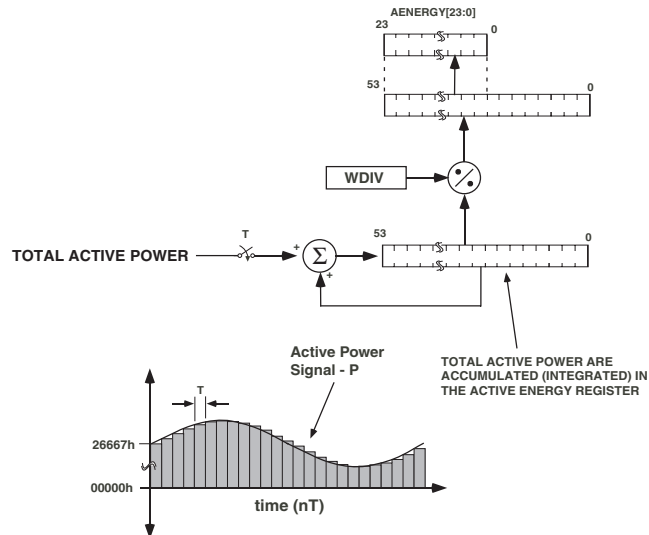 AENERGY[23:0]
23
0
53
0
WDIV
53
0
T
TOTAL ACTIVE POWER
+
Σ
+
TOTAL ACTIVE POWER ARE
ACCUMULATED (INTEGRATED) IN
THE ACTIVE ENERGY REGISTER
Active Power
Signal - P
T
26667h
00000h
time (nT)